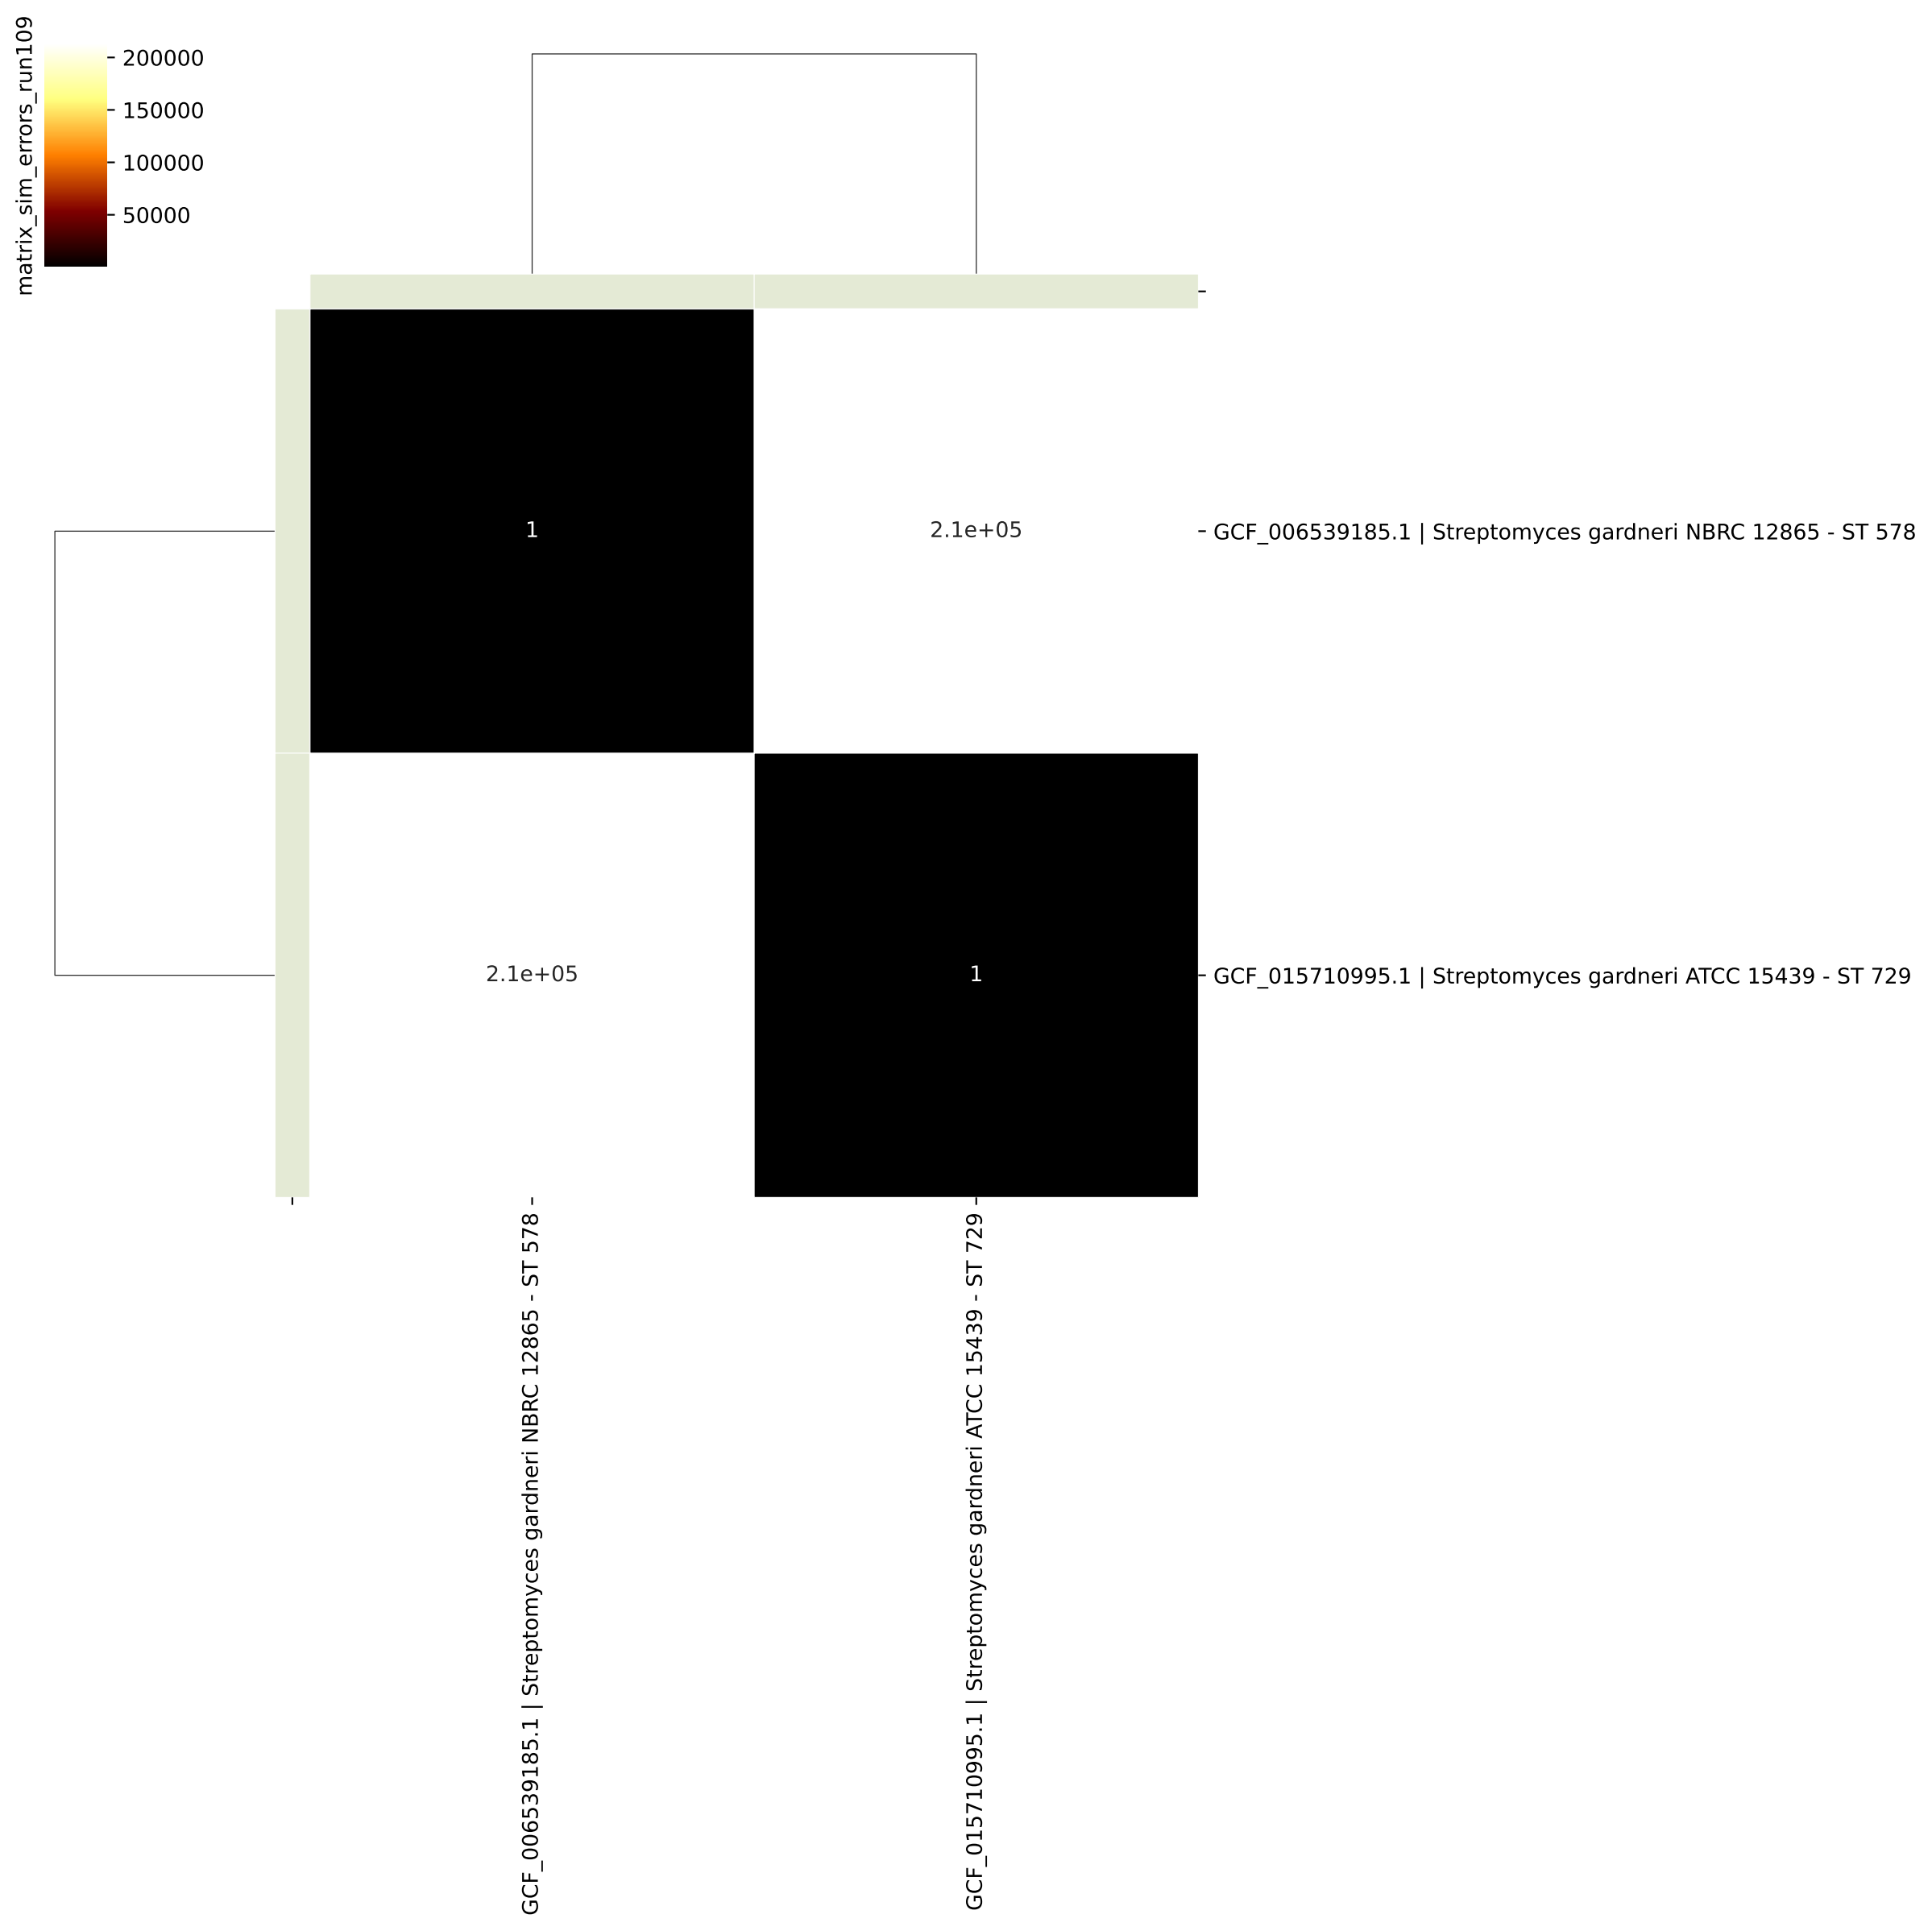 matrix_sim_errors_run109
200000
150000
100000
50000
1
2.1e+05
GCF_006539185.1 | Streptomyces gardneri NBRC 12865 - ST 578
2.1e+05
1
GCF_015710995.1 | Streptomyces gardneri ATCC 15439 - ST 729
GCF_006539185.1 | Streptomyces gardneri NBRC 12865 - ST 578
GCF_015710995.1 | Streptomyces gardneri ATCC 15439 - ST 729